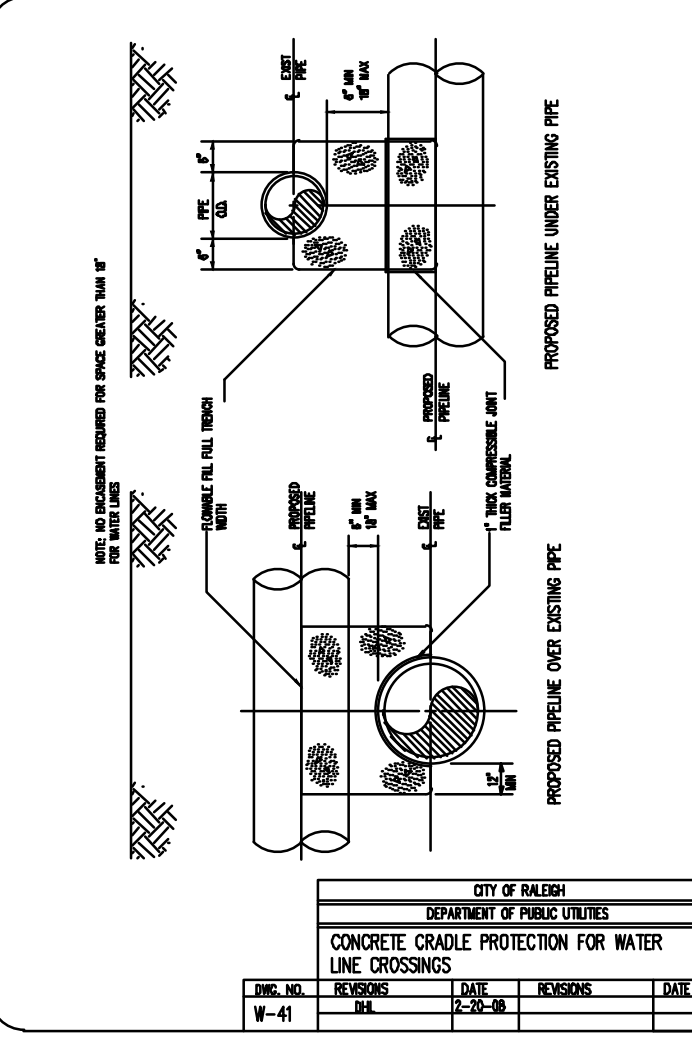 NOTE: NO ENCASEMENT REQUIRED FOR SPACE GREATER THAN 18"
FOR WATER LINES
FLOWABLE FILL FULL TRENCH
WIDTH
℄ PROPOSED
PIPELINE
6" MIN
18" MAX
℄ EXIST
PIPE
1" THICK COMPRESSIBLE JOINT
FILLER MATERIAL
12"
MIN
PROPOSED PIPELINE OVER EXISTING PIPE
6"
PIPE
O.D.
6"
℄ EXIST
PIPE
6" MIN
18" MAX
℄ PROPOSED
PIPELINE
PROPOSED PIPELINE UNDER EXISTING PIPE
CITY OF RALEIGH
DEPARTMENT OF PUBLIC UTILITIES
CONCRETE CRADLE PROTECTION FOR WATER
LINE CROSSINGS
DWG. NO. REVISIONS DATE REVISIONS DATE
W-41 DHL 2-20-08